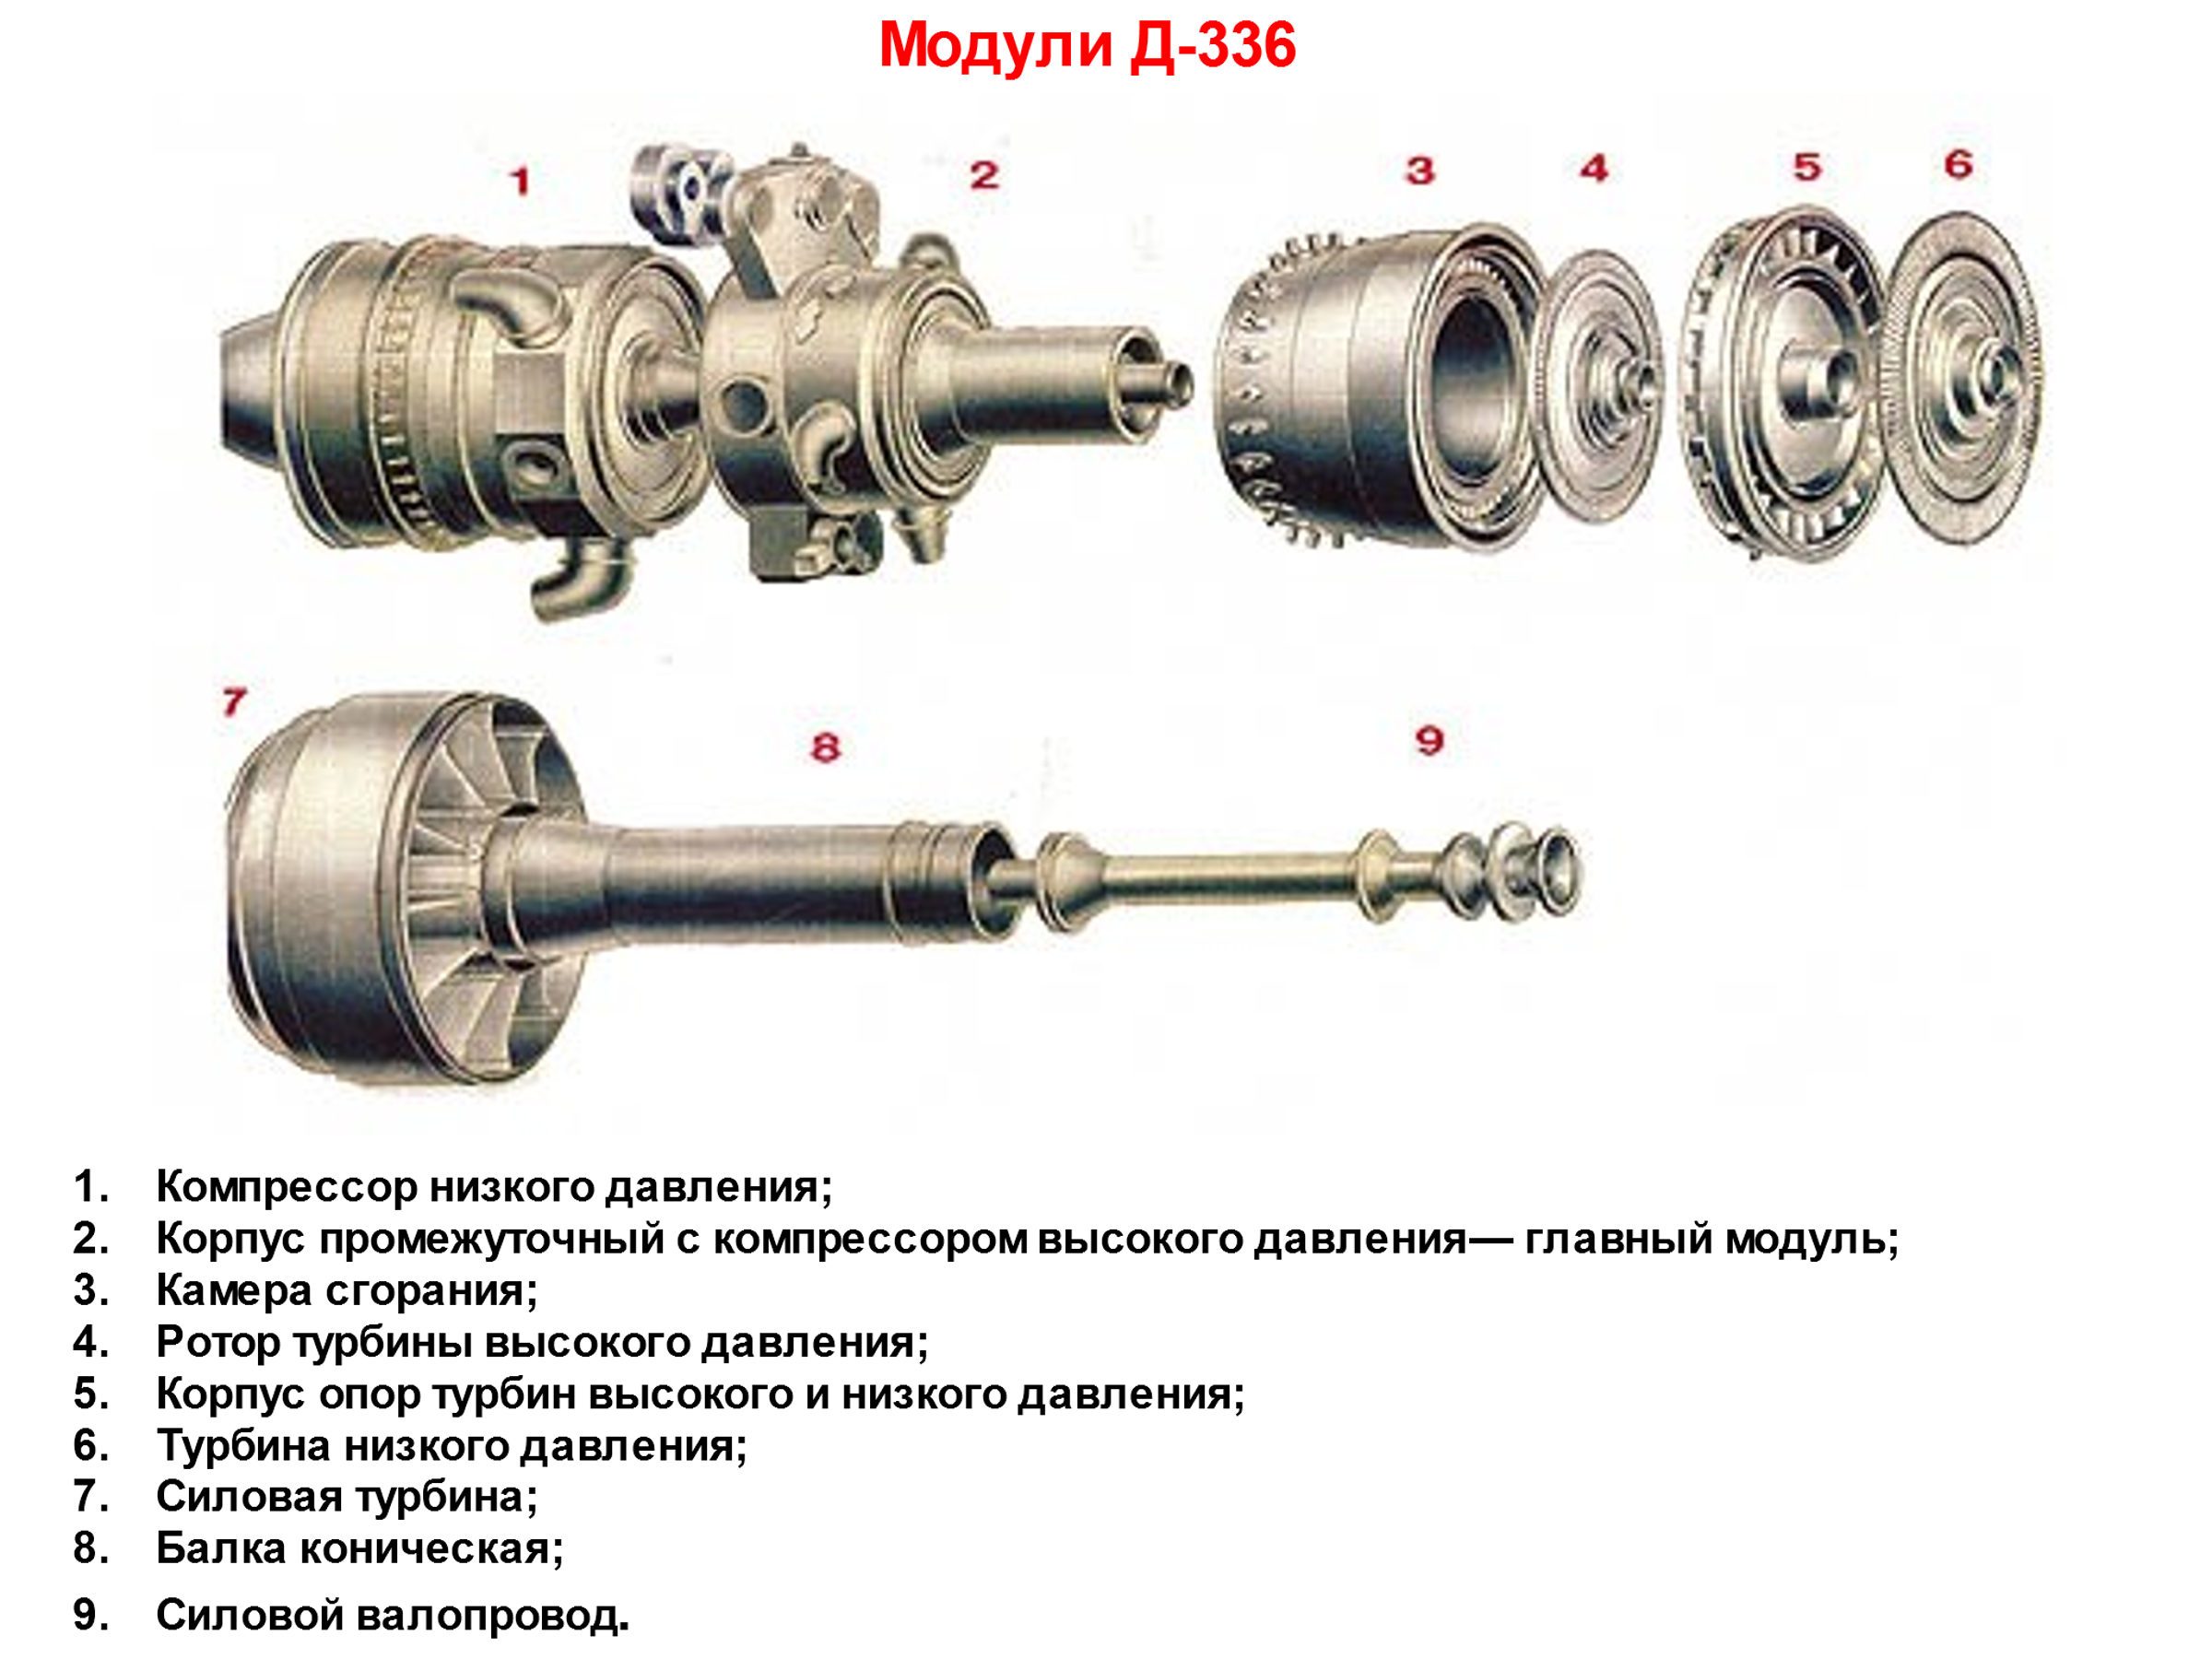 Модули Д-336
1 2 3 4 5 6
7 8 9
1. Компрессор низкого давления;
2. Корпус промежуточный с компрессором высокого давления— главный модуль;
3. Камера сгорания;
4. Ротор турбины высокого давления;
5. Корпус опор турбин высокого и низкого давления;
6. Турбина низкого давления;
7. Силовая турбина;
8. Балка коническая;
9. Силовой валопровод.